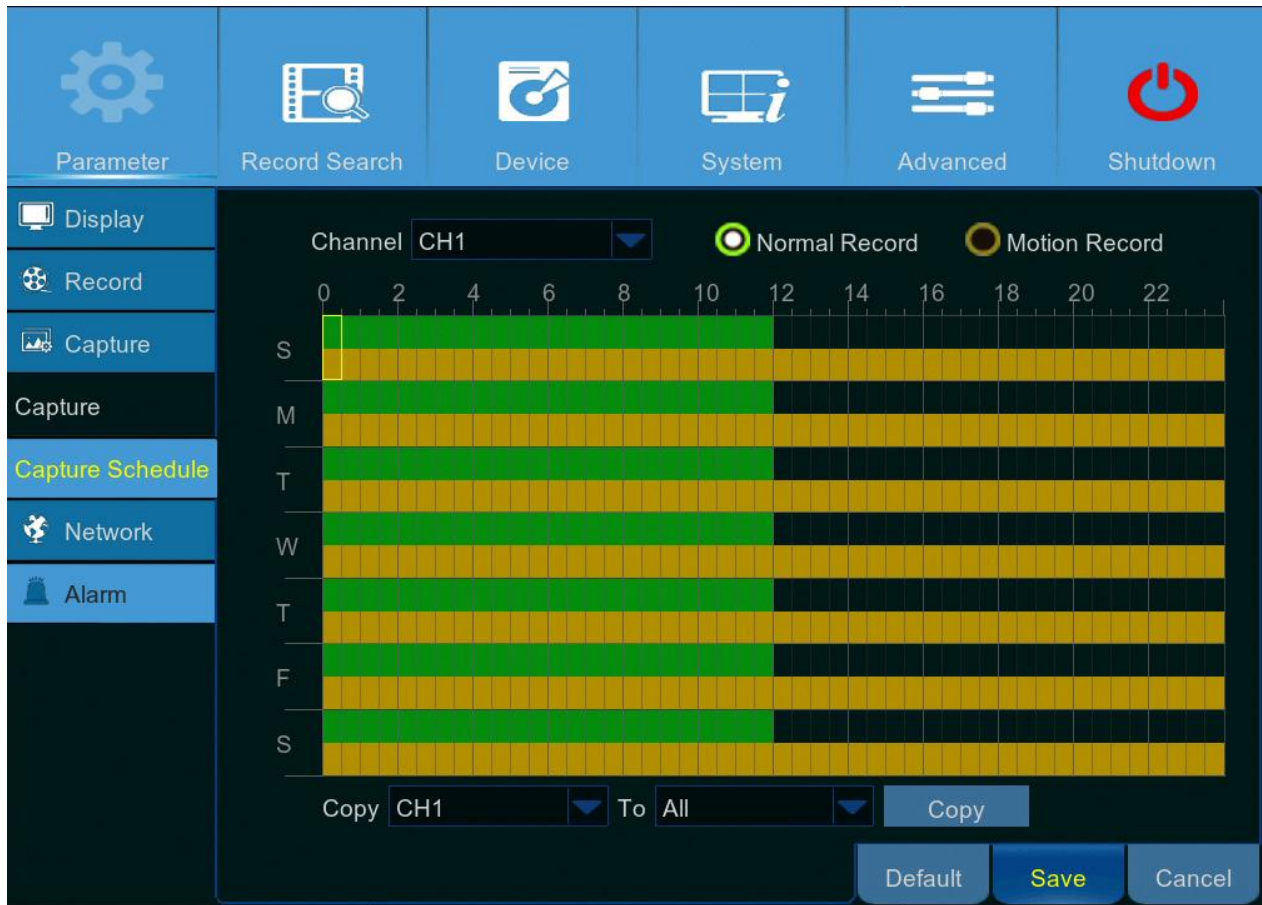 Parameter Record Search Device System Advanced Shutdown
Display
Channel CH1 Normal Record Motion Record
Record
0 2 4 6 8 10 12 14 16 18 20 22
Capture
S
Capture
M
Capture Schedule
T
Network
W
Alarm
T
F
S
Copy CH1 To All Copy
Default Save Cancel